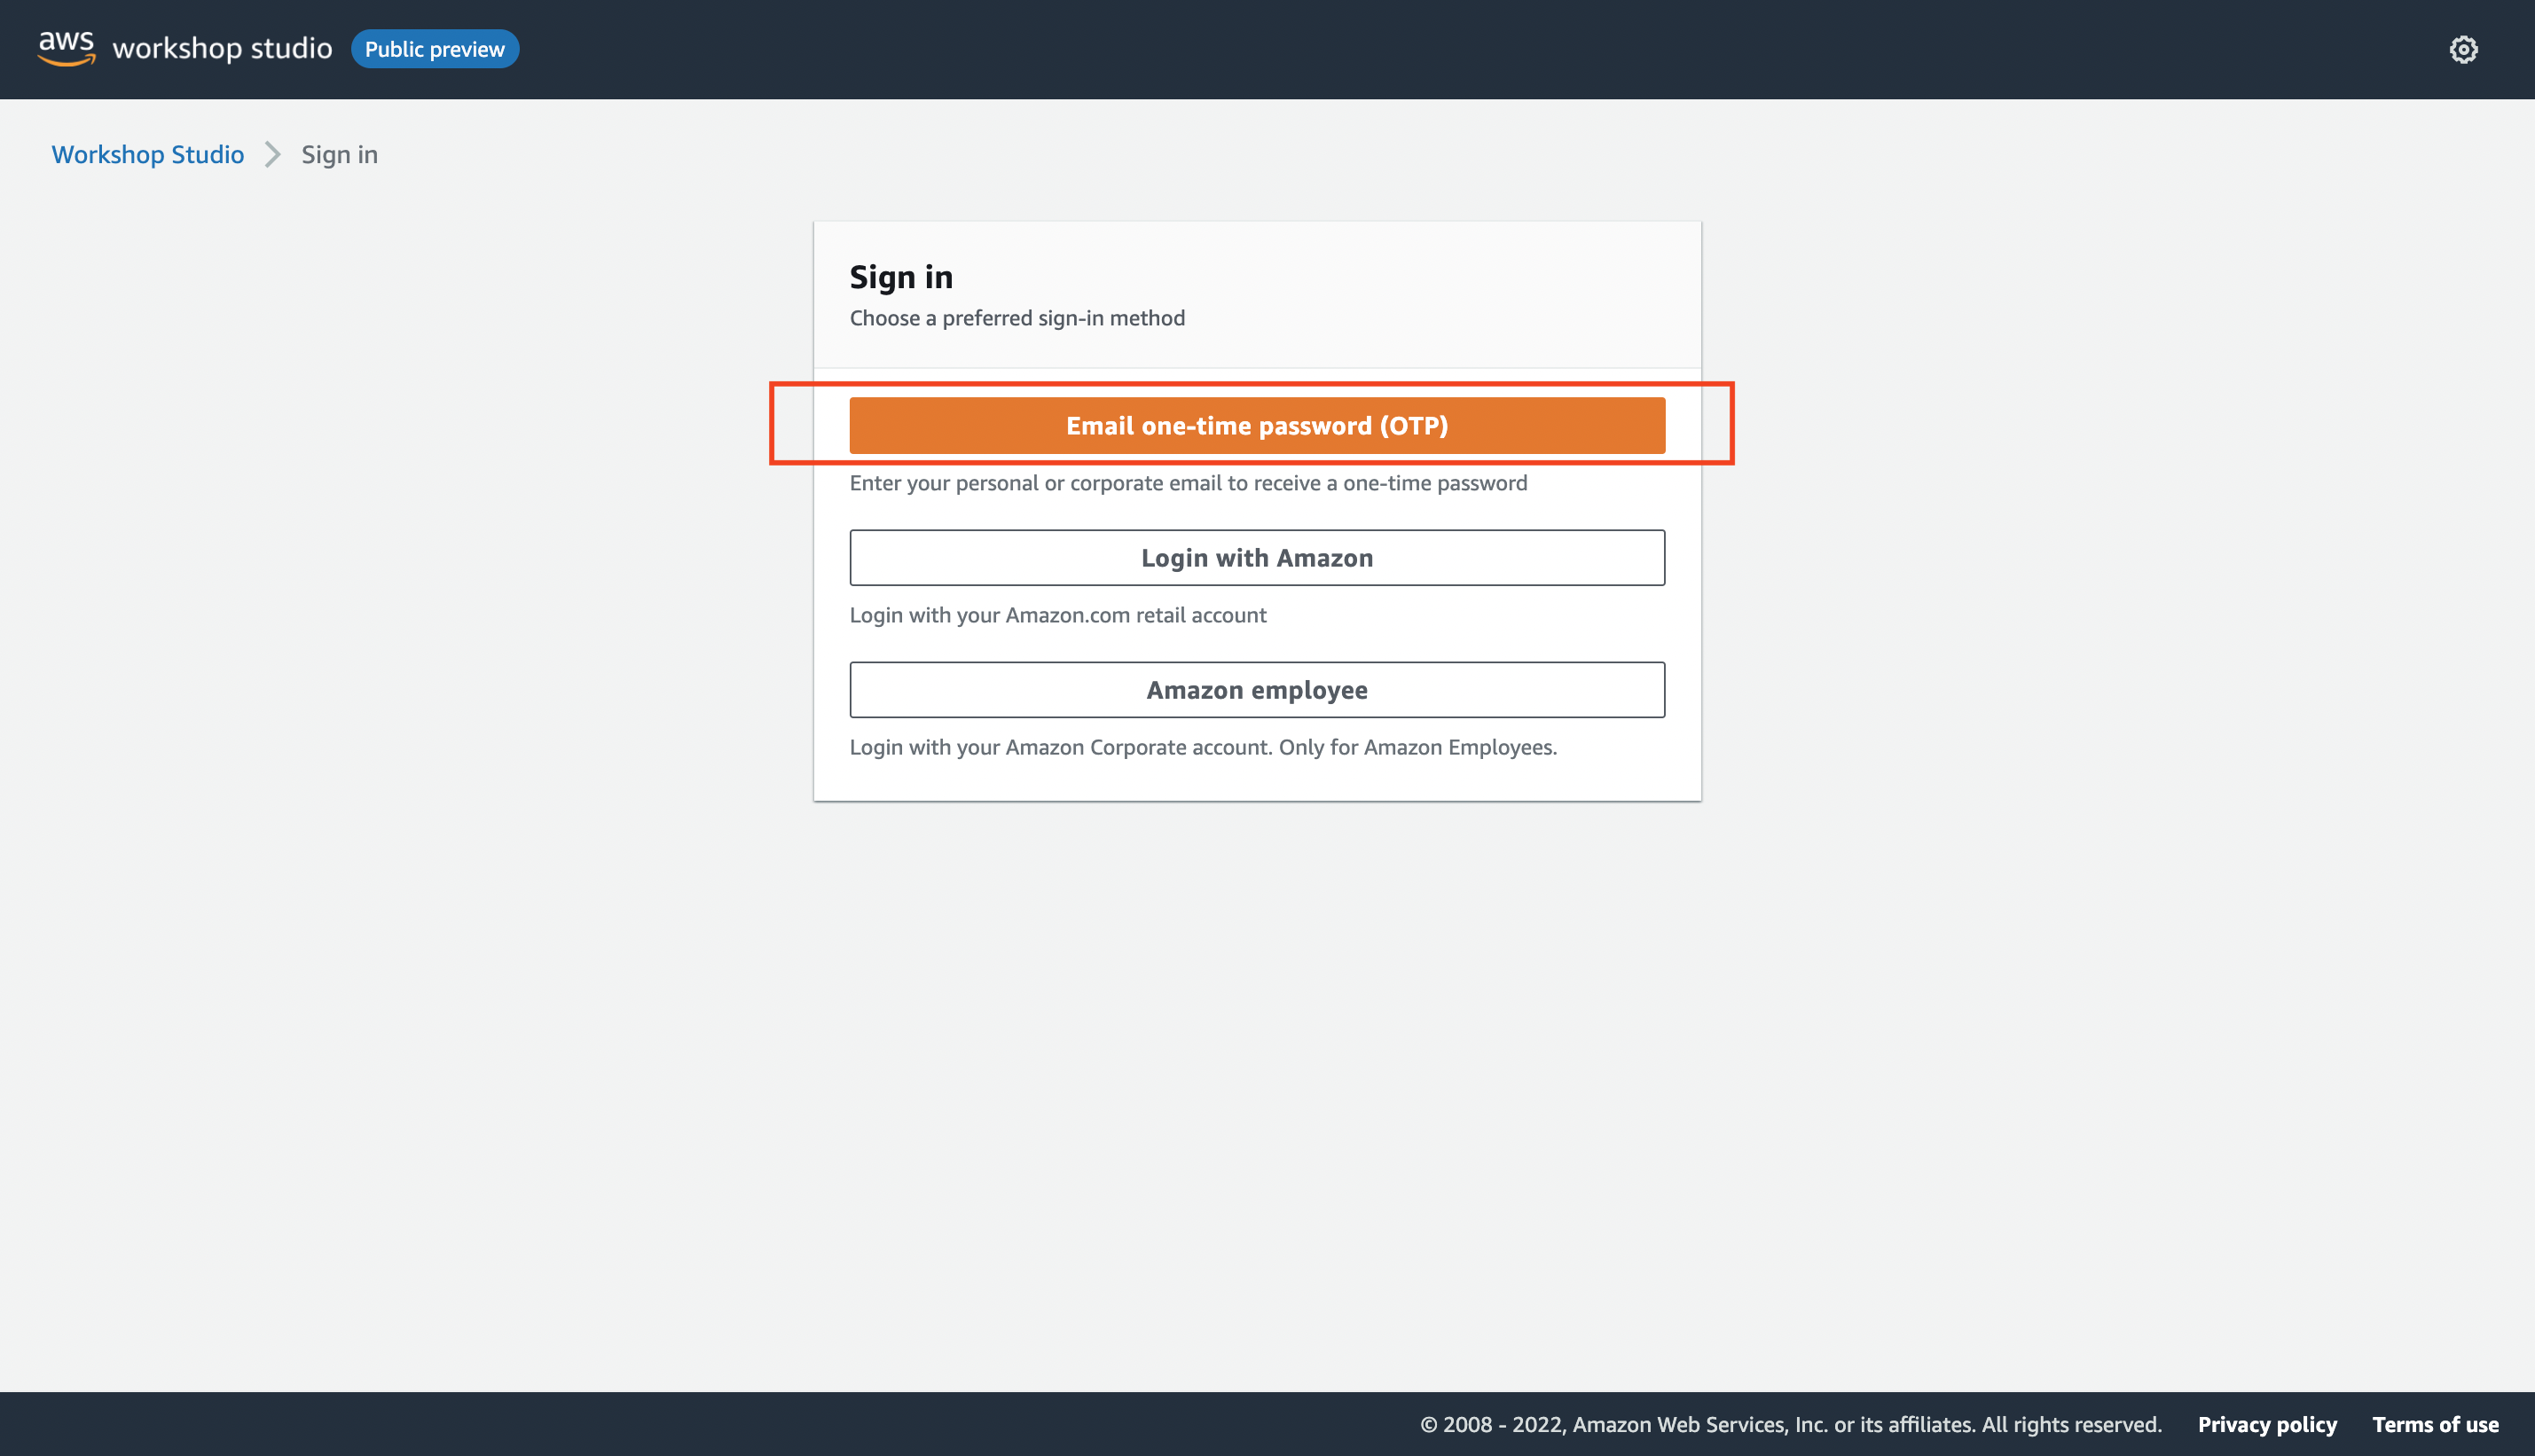 aws workshop studio Public preview
Workshop Studio Sign in
Sign in
Choose a preferred sign-in method
Email one-time password (OTP)
Enter your personal or corporate email to receive a one-time password
Login with Amazon
Login with your Amazon.com retail account
Amazon employee
Login with your Amazon Corporate account. Only for Amazon Employees.
© 2008 - 2022, Amazon Web Services, Inc. or its affiliates. All rights reserved. Privacy policy Terms of use